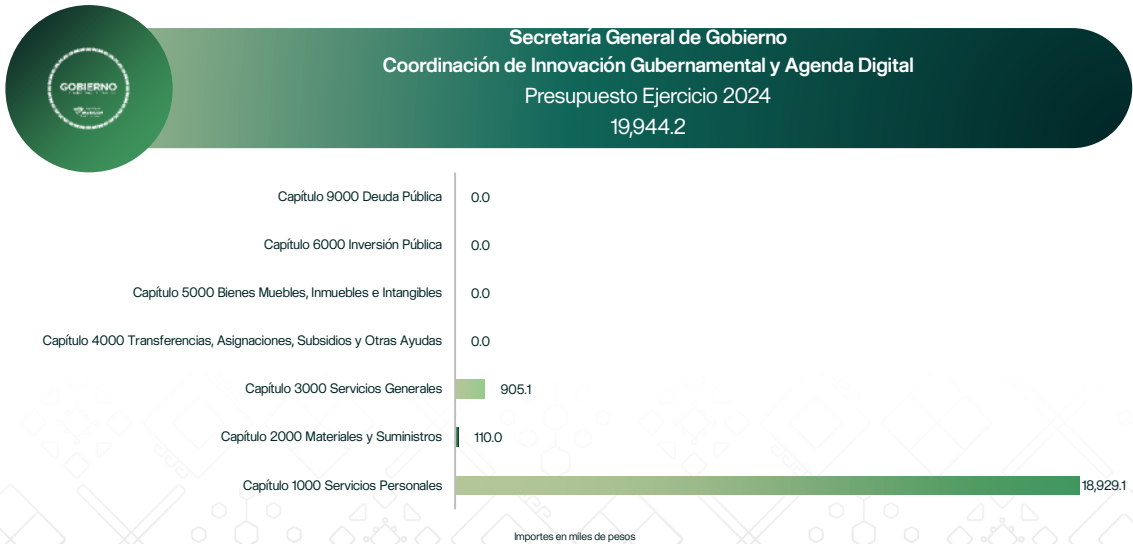 GOBIERNO
Secretaría General de Gobierno
Coordinación de Innovación Gubernamental y Agenda Digital
Presupuesto Ejercicio 2024
19,944.2
Capítulo 9000 Deuda Pública 0.0
Capítulo 6000 Inversión Pública 0.0
Capítulo 5000 Bienes Muebles, Inmuebles e Intangibles 0.0
Capítulo 4000 Transferencias, Asignaciones, Subsidios y Otras Ayudas 0.0
Capítulo 3000 Servicios Generales 905.1
Capítulo 2000 Materiales y Suministros 110.0
Capítulo 1000 Servicios Personales 18,929.1
Importes en miles de pesos